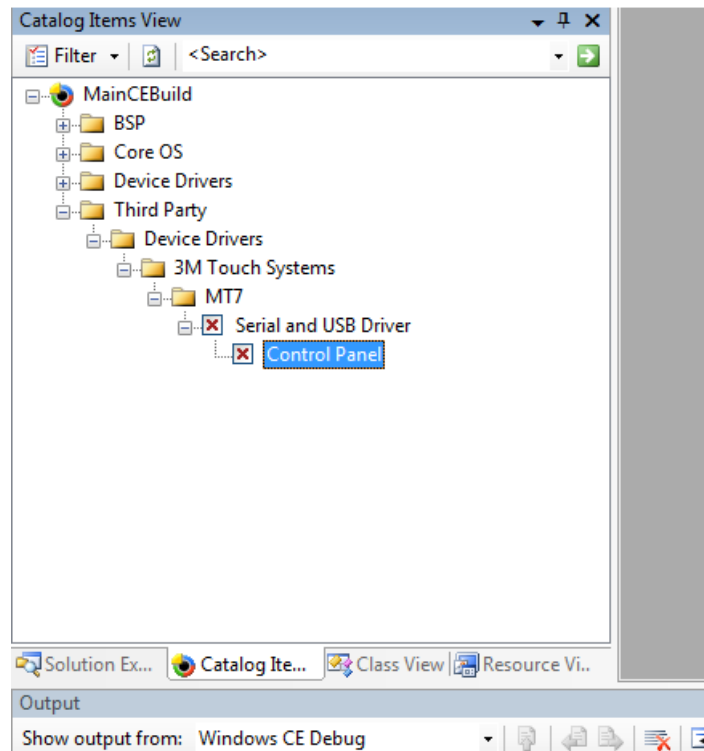 Catalog Items View
Filter <Search>
MainCEBuild
BSP
Core OS
Device Drivers
Third Party
Device Drivers
3M Touch Systems
MT7
Serial and USB Driver
Control Panel
Solution Ex... Catalog Ite... Class View Resource Vi..
Output
Show output from: Windows CE Debug